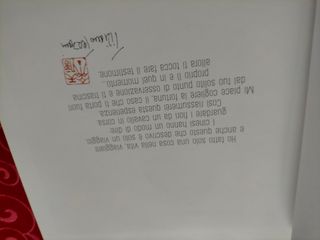 Ho fatto solo una cosa nella vita, viaggiare
e anche questo che descrivo è solo un viaggio.
I cinesi hanno un modo di dire:
guardare i fiori da un cavallo in corsa
Così riassumerei questa esperienza.
Mi piace cogliere la fortuna, il caso che ti porta fuori
dal tuo solito punto di osservazione e ti trascina
proprio lì e in quel momento...
allora ti tocca fare il testimone.